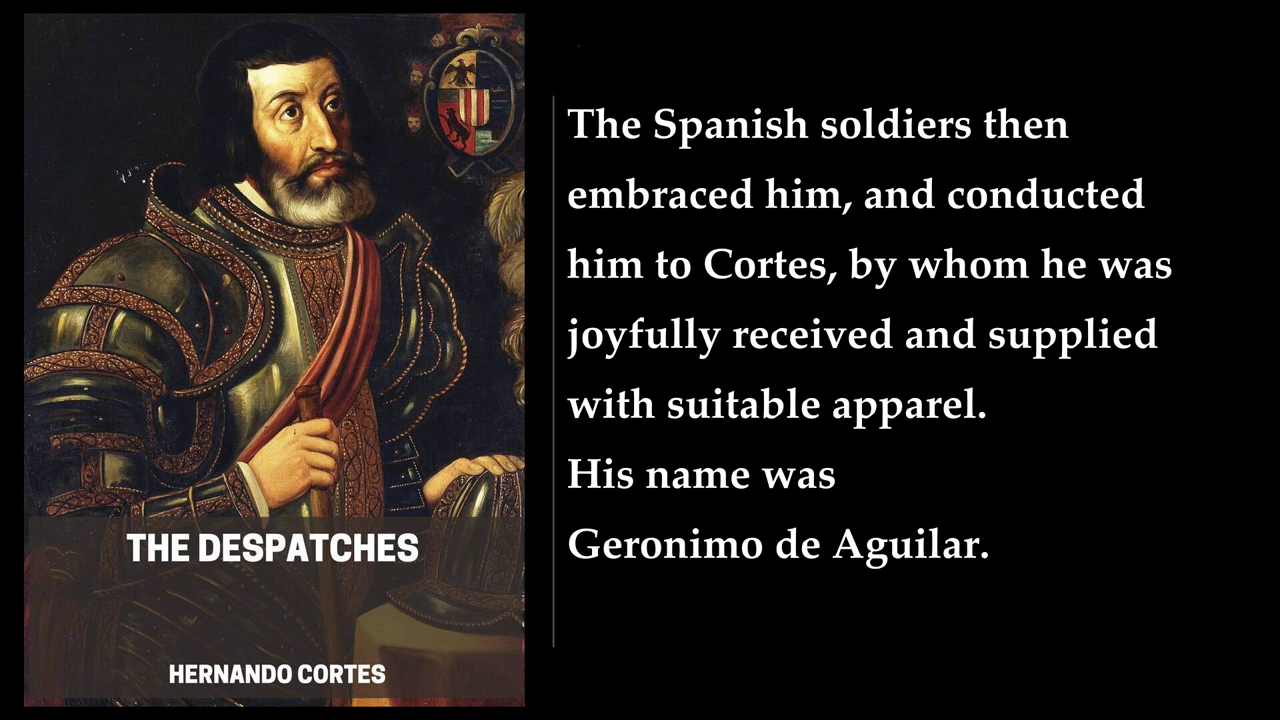 THE DESPATCHES
HERNANDO CORTES
The Spanish soldiers then
embraced him, and conducted
him to Cortes, by whom he was
joyfully received and supplied
with suitable apparel.
His name was
Geronimo de Aguilar.